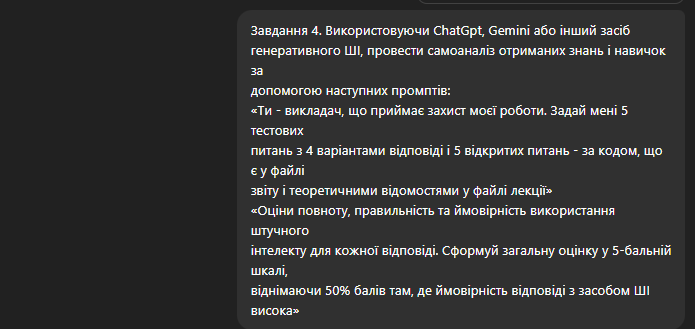 Завдання 4. Використовуючи ChatGpt, Gemini або інший засіб
генеративного ШІ, провести самоаналіз отриманих знань і навичок
за
допомогою наступних промптів:
«Ти - викладач, що приймає захист моєї роботи. Задай мені 5
тестових
питань з 4 варіантами відповіді і 5 відкритих питань - за кодом, що
є у файлі
звіту і теоретичними відомостями у файлі лекції»
«Оціни повноту, правильність та ймовірність використання
штучного
інтелекту для кожної відповіді. Сформуй загальну оцінку у 5-бальній
шкалі,
віднімаючи 50% балів там, де ймовірність відповіді з засобом ШІ
висока»